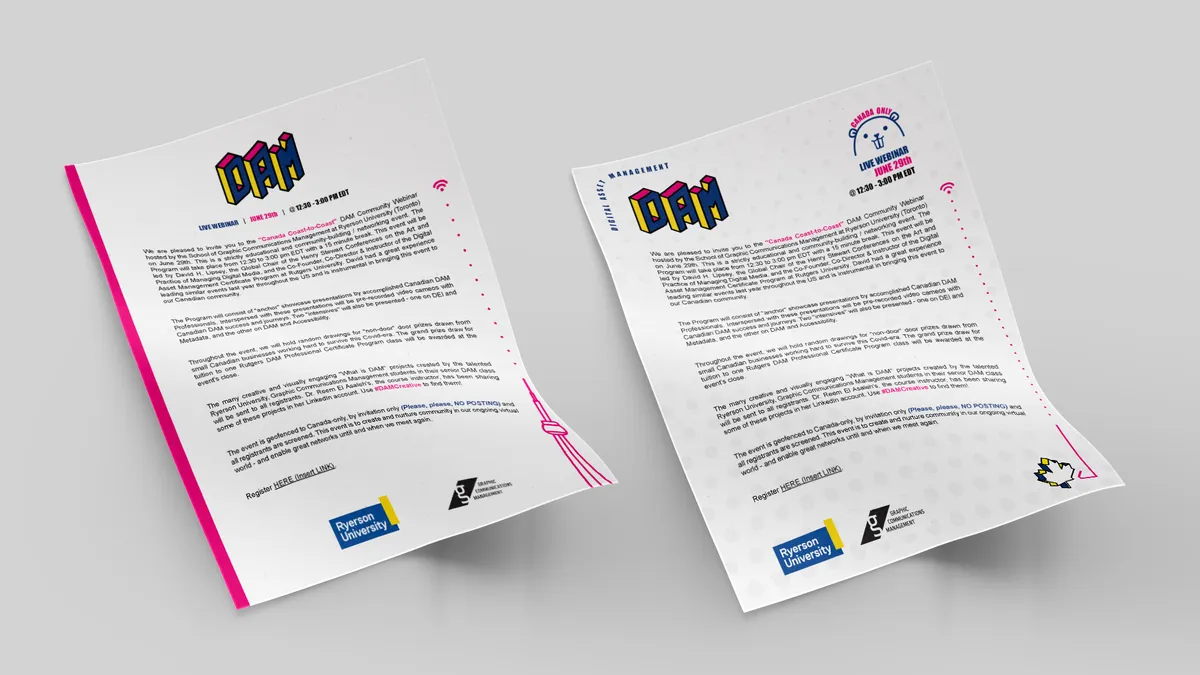 DAM
LIVE WEBINAR | JUNE 29th | @ 12:30 - 3:00 PM EDT
We are pleased to invite you to the "Canada Coast-to-Coast" DAM Community Webinar
hosted by the School of Graphic Communications Management at Ryerson University (Toronto)
on June 29th. This is a strictly educational and community-building / networking event. The
Program will take place from 12:30 to 3:00 pm EDT with a 15 minute break. This event will be
led by David H. Lipsey, the Global Chair of the Henry Stewart Conferences on the Art and
Practice of Managing Digital Media, and the Co-Founder, Co-Director & Instructor of the Digital
Asset Management Certificate Program at Rutgers University. David had a great experience
leading similar events last year throughout the US and is instrumental in bringing this event to
our Canadian community.
The Program will consist of "anchor" showcase presentations by accomplished Canadian DAM
Professionals. Interspersed with these presentations will be pre-recorded video cameos with
Canadian DAM success and journeys. Two "intensives" will also be presented - one on DEI and
Metadata, and the other on DAM and Accessibility.
Throughout the event, we will hold random drawings for "non-door" door prizes drawn from
small Canadian businesses working hard to survive this Covid-era. The grand prize draw for
tuition to one Rutgers DAM Professional Certificate Program class will be awarded at the
event's close.
The many creative and visually engaging "What is DAM" projects created by the talented
Ryerson University, Graphic Communications Management students in their senior DAM class
will be sent to all registrants. Dr. Reem El Asaleh's, the course instructor, has been sharing
some of these projects in her Linkedin account. Use #DAMCreative to find them!
The event is geofenced to Canada-only, by invitation only (Please, please, NO POSTING) and
all registrants are screened. This event is to create and nurture community in our ongoing virtual
world - and enable great networks until and when we meet again.
Register HERE (Insert LINK).
Ryerson
University
g
GRAPHIC
COMMUNICATIONS
MANAGEMENT
DIGITAL ASSET MANAGEMENT
DAM
CANADA ONLY
LIVE WEBINAR
JUNE 29th
@ 12:30 - 3:00 PM EDT
We are pleased to invite you to the "Canada Coast-to-Coast" DAM Community Webinar
hosted by the School of Graphic Communications Management at Ryerson University (Toronto)
on June 29th. This is a strictly educational and community-building / networking event. The
Program will take place from 12:30 to 3:00 pm EDT with a 15 minute break. This event will be
led by David H. Lipsey, the Global Chair of the Henry Stewart Conferences on the Art and
Practice of Managing Digital Media, and the Co-Founder, Co-Director & Instructor of the Digital
Asset Management Certificate Program at Rutgers University. David had a great experience
leading similar events last year throughout the US and is instrumental in bringing this event to
our Canadian community.
The Program will consist of "anchor" showcase presentations by accomplished Canadian DAM
Professionals. Interspersed with these presentations will be pre-recorded video cameos with
Canadian DAM success and journeys. Two "intensives" will also be presented - one on DEI and
Metadata, and the other on DAM and Accessibility.
Throughout the event, we will hold random drawings for "non-door" door prizes drawn from
small Canadian businesses working hard to survive this Covid-era. The grand prize draw for
tuition to one Rutgers DAM Professional Certificate Program class will be awarded at the
event's close.
The many creative and visually engaging "What is DAM" projects created by the talented
Ryerson University, Graphic Communications Management students in their senior DAM class
will be sent to all registrants. Dr. Reem El Asaleh's, the course instructor, has been sharing
some of these projects in her Linkedin account. Use #DAMCreative to find them!
The event is geofenced to Canada-only, by invitation only (Please, please, NO POSTING) and
all registrants are screened. This event is to create and nurture community in our ongoing virtual
world - and enable great networks until and when we meet again.
Register HERE (Insert LINK).
Ryerson
University
g
GRAPHIC
COMMUNICATIONS
MANAGEMENT